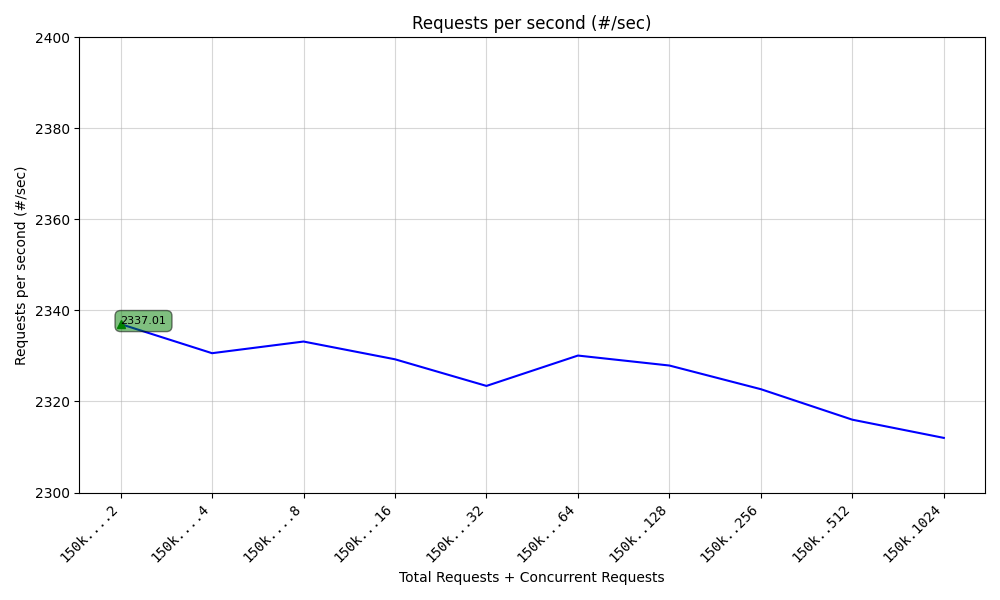 Requests per second (#/sec)
Requests per second (#/sec)
2400
2380
2360
2340
2320
2300
2337.01
150k....2
150k....4
150k....8
150k...16
150k...32
150k...64
150k..128
150k..256
150k..512
150k.1024
Total Requests + Concurrent Requests